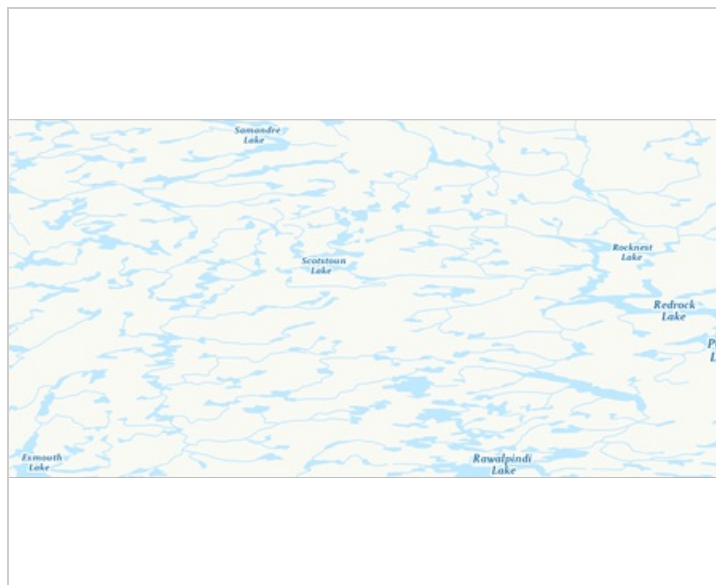 Samandre
Lake
Rocknest
Lake
Scotstoun
Lake
Redrock
Lake
Esmouth
Lake
Rawalpindi
Lake